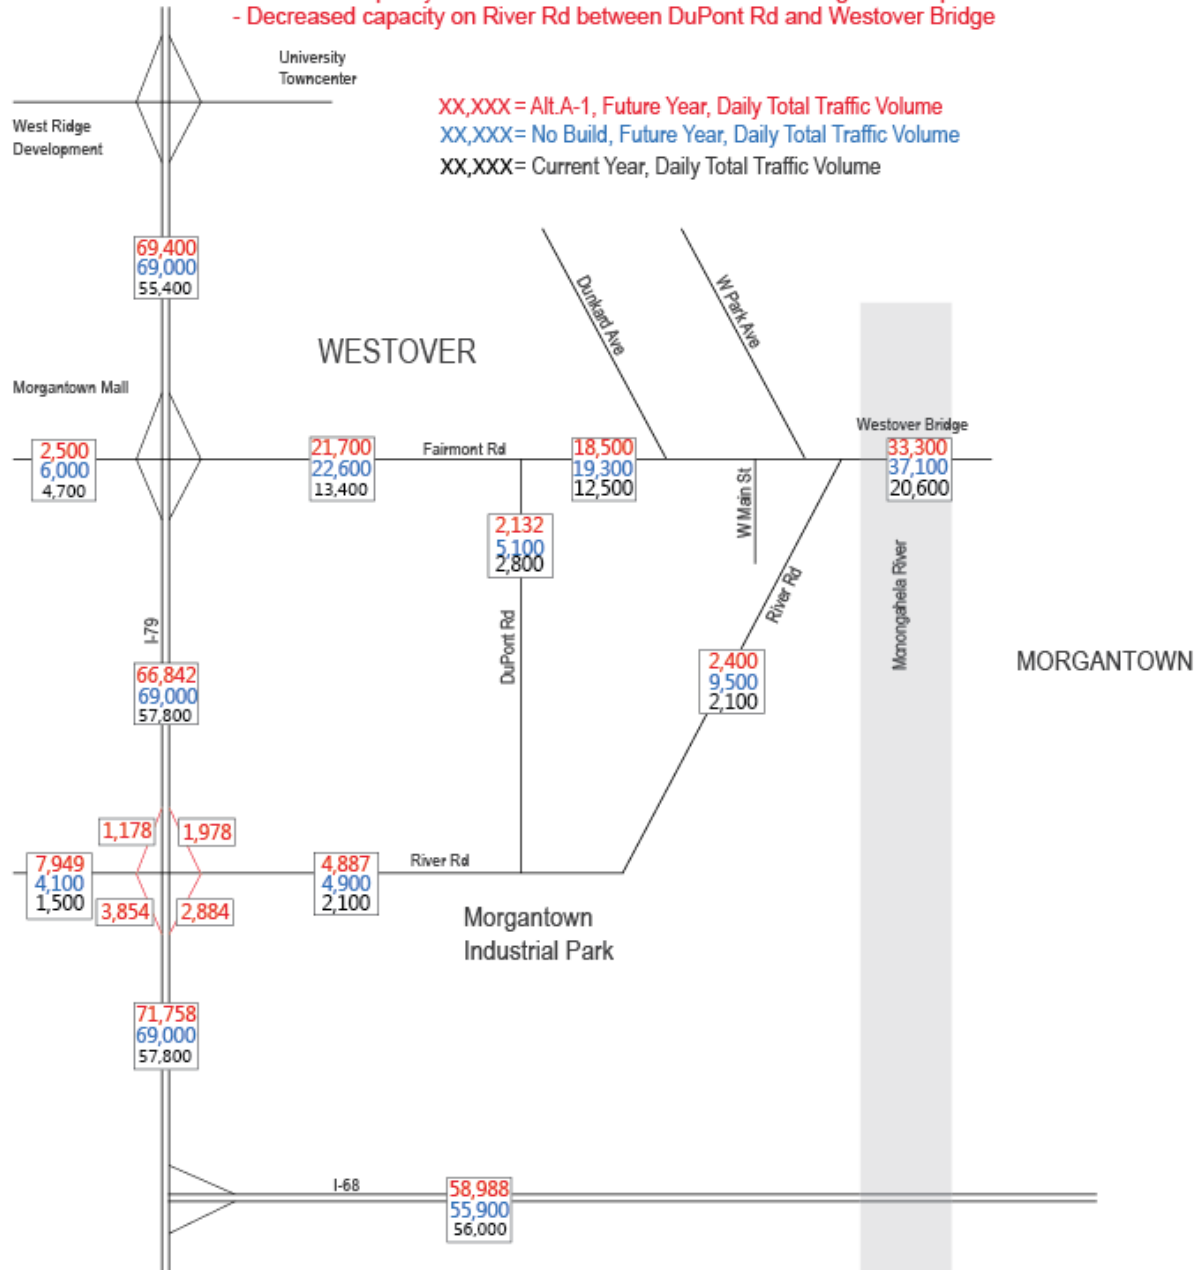 - Decreased capacity on River Rd between DuPont Rd and Westover Bridge
University
Towncenter
West Ridge
Development
XX,XXX = Alt.A-1, Future Year, Daily Total Traffic Volume
XX,XXX= No Build, Future Year, Daily Total Traffic Volume
XX,XXX= Current Year, Daily Total Traffic Volume
69,400
69,000
55,400
Dunkard Ave
W Park Ave
WESTOVER
Morgantown Mall
2,500
6,000
4,700
21,700
22,600
13,400
Fairmont Rd
18,500
19,300
12,500
Westover Bridge
33,300
37,100
20,600
2,132
5,100
2,800
W Main St
River Rd
Monongahela River
I-79
DuPont Rd
66,842
69,000
57,800
2,400
9,500
2,100
MORGANTOWN
1,178
1,978
7,949
4,100
1,500
3,854
2,884
4,887
4,900
2,100
River Rd
Morgantown
Industrial Park
71,758
69,000
57,800
I-68
58,988
55,900
56,000